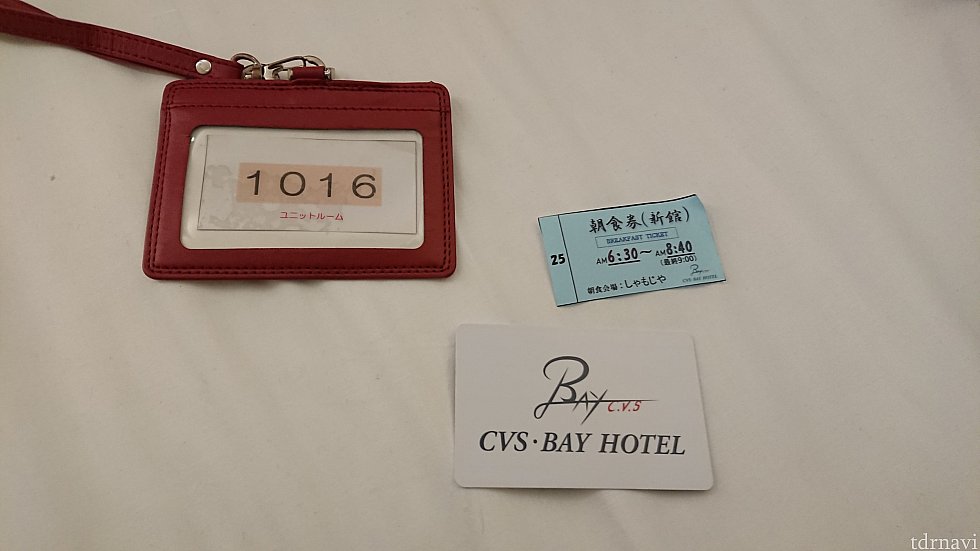 1016
ユニットルーム
朝食券(新館)
BREAKFAST TICKET
25
AM6:30～AM8:40
(最終9:00)
朝食会場:しゃもじや
Bay
CVS・BAY HOTEL
BAY C.V.S
CVS・BAY HOTEL
tdrnavi